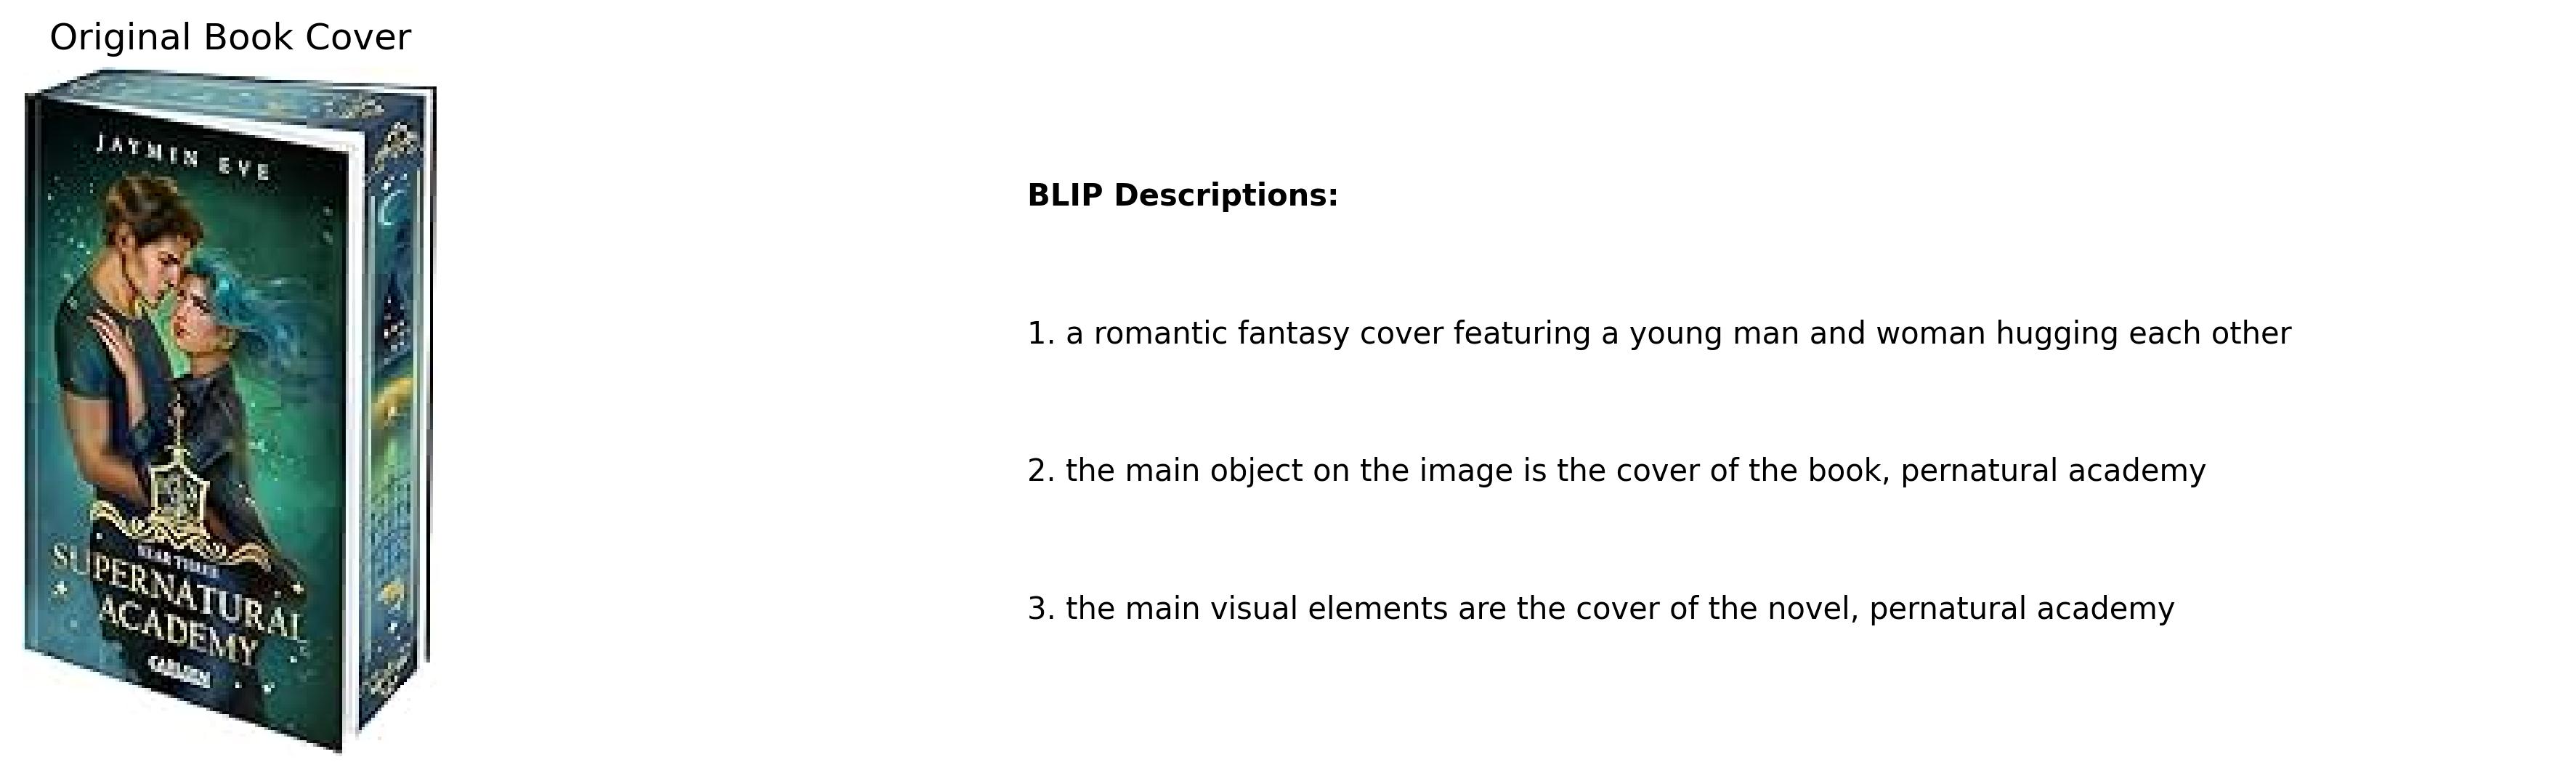 Original Book Cover
JAYMIN EVE
YEAR THREE
SUPERNATURAL
ACADEMY
CARLSEN
BLIP Descriptions:
1. a romantic fantasy cover featuring a young man and woman hugging each other
2. the main object on the image is the cover of the book, pernatural academy
3. the main visual elements are the cover of the novel, pernatural academy